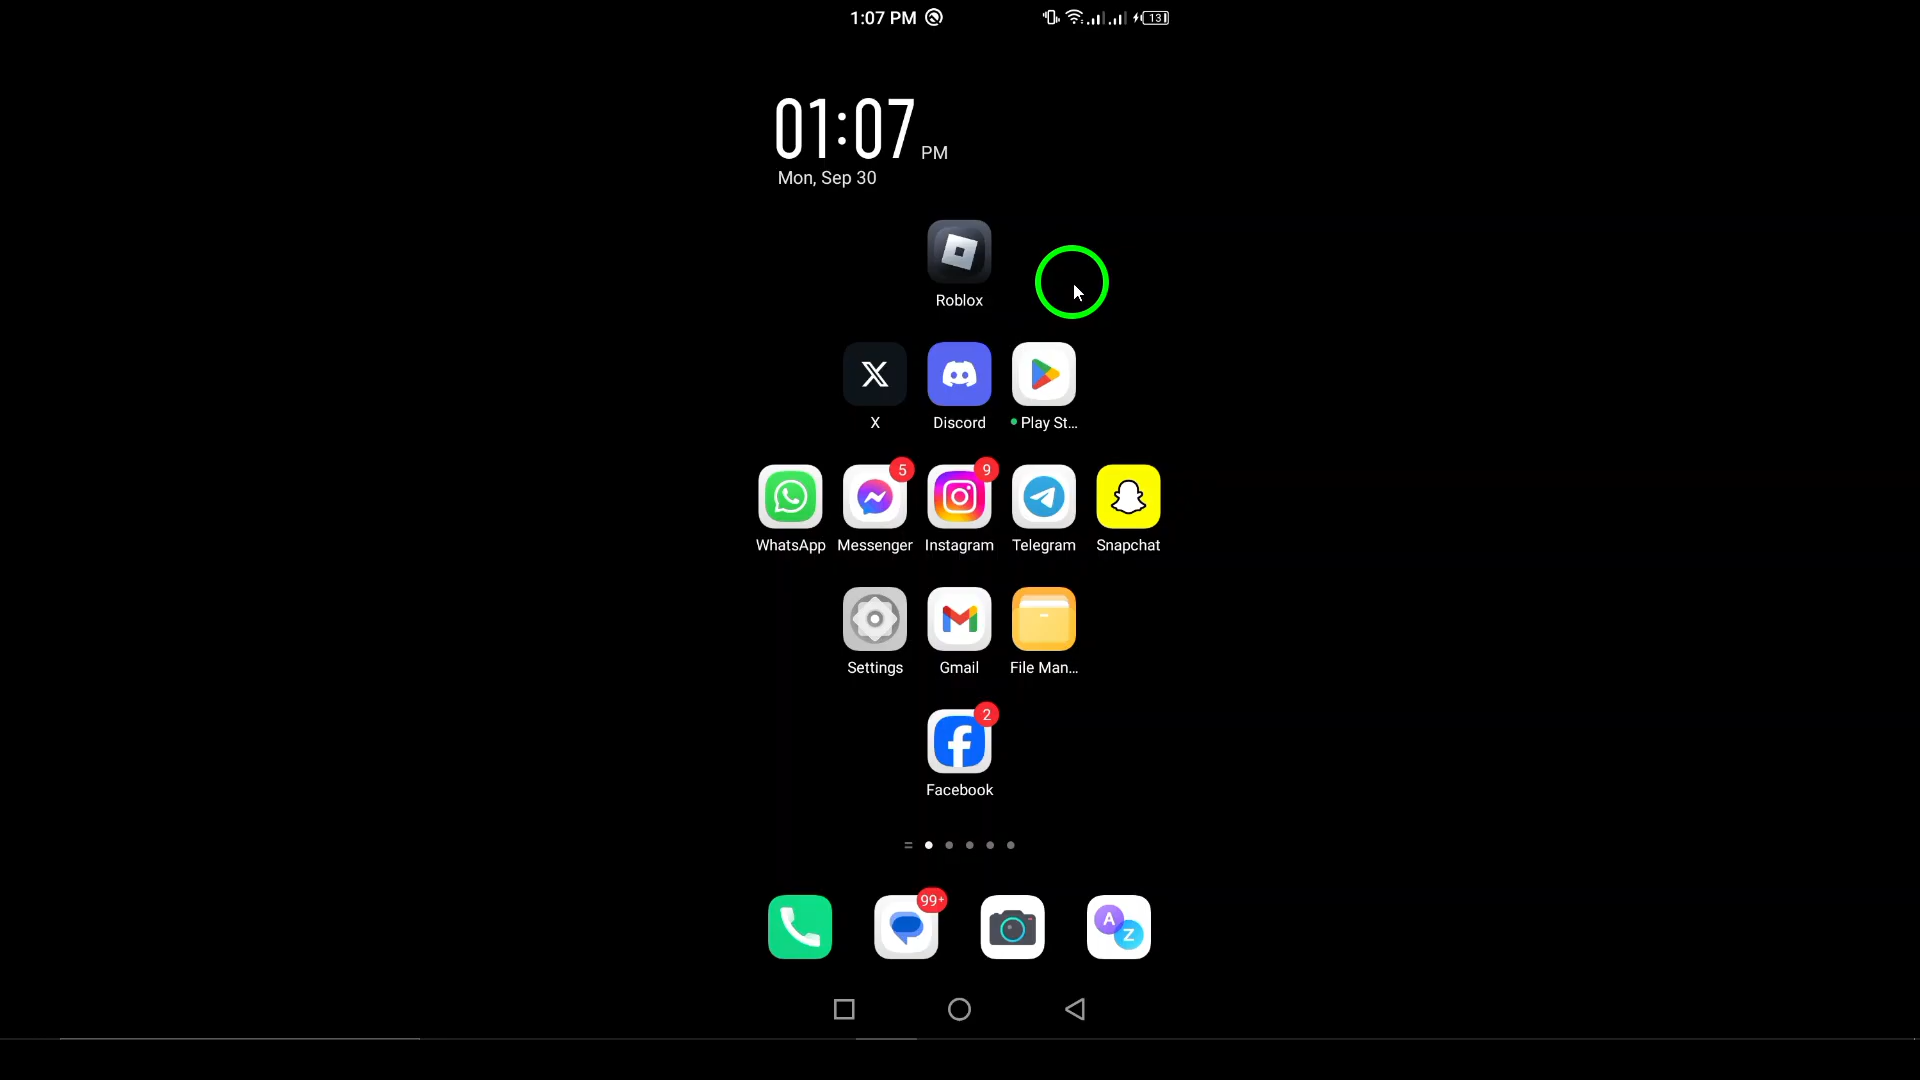 1:07 PM
13
01:07 PM
Mon, Sep 30
Roblox
X Discord Play St...
5 9
WhatsApp Messenger Instagram Telegram Snapchat
Settings Gmail File Man...
2
Facebook
99+
A Z